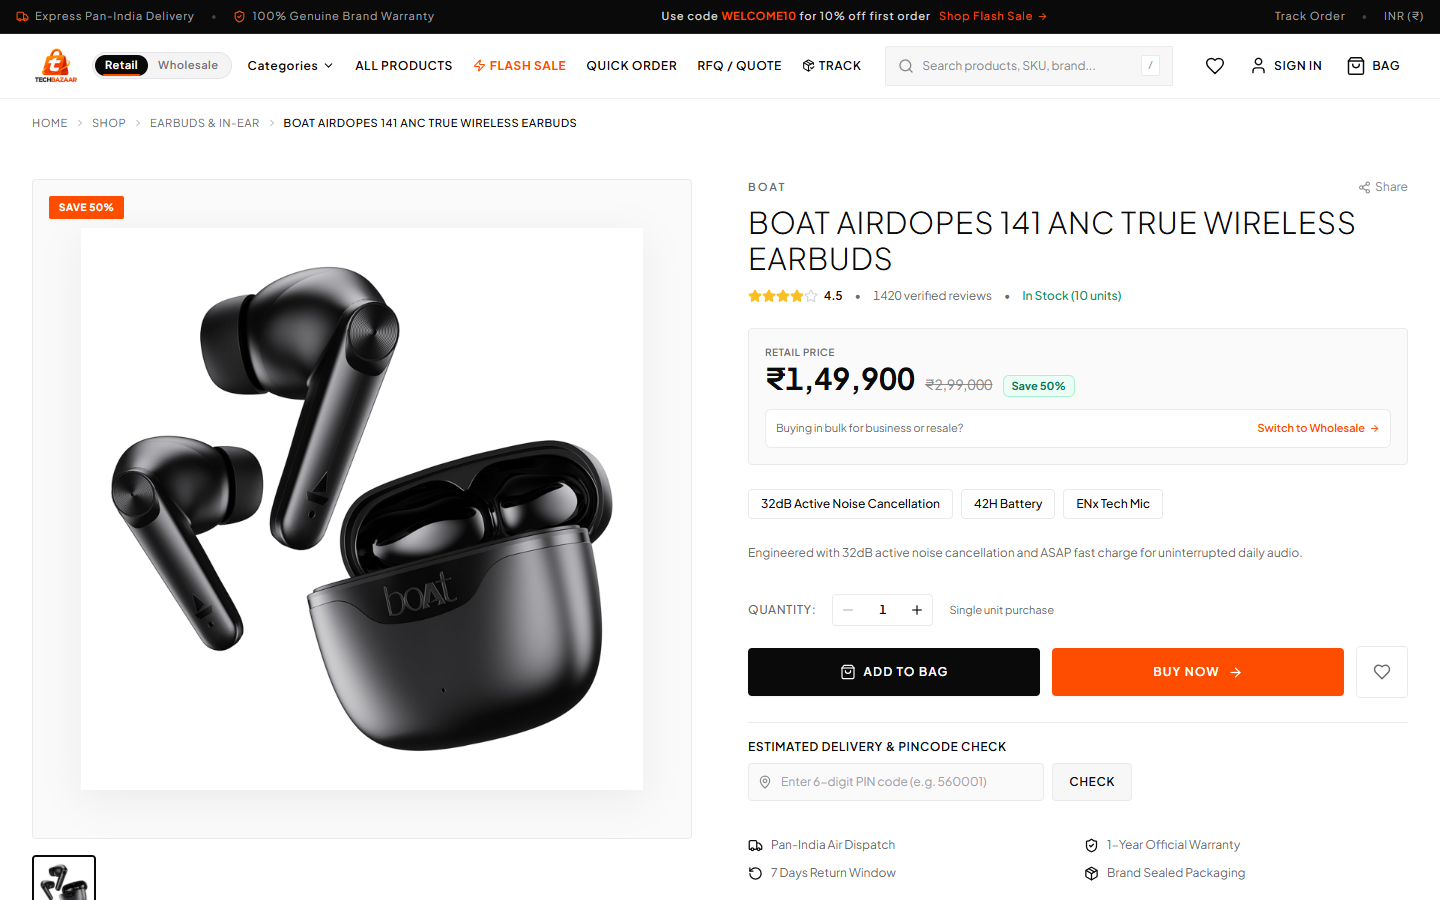 Express Pan-India Delivery • 100% Genuine Brand Warranty
Use code WELCOME10 for 10% off first order Shop Flash Sale →
Track Order • INR (₹)
TECHBAZAAR
Retail Wholesale
Categories
ALL PRODUCTS
FLASH SALE
QUICK ORDER
RFQ / QUOTE
TRACK
Search products, SKU, brand... /
SIGN IN
BAG
HOME > SHOP > EARBUDS & IN-EAR > BOAT AIRDOPES 141 ANC TRUE WIRELESS EARBUDS
SAVE 50%
boAt
BOAT
Share
BOAT AIRDOPES 141 ANC TRUE WIRELESS
EARBUDS
4.5 • 1420 verified reviews • In Stock (10 units)
RETAIL PRICE
₹1,49,900 ₹2,99,000 Save 50%
Buying in bulk for business or resale? Switch to Wholesale →
32dB Active Noise Cancellation
42H Battery
ENx Tech Mic
Engineered with 32dB active noise cancellation and ASAP fast charge for uninterrupted daily audio.
QUANTITY: − 1 + Single unit purchase
ADD TO BAG
BUY NOW →
ESTIMATED DELIVERY & PINCODE CHECK
Enter 6-digit PIN code (e.g. 560001) CHECK
Pan-India Air Dispatch
1-Year Official Warranty
7 Days Return Window
Brand Sealed Packaging